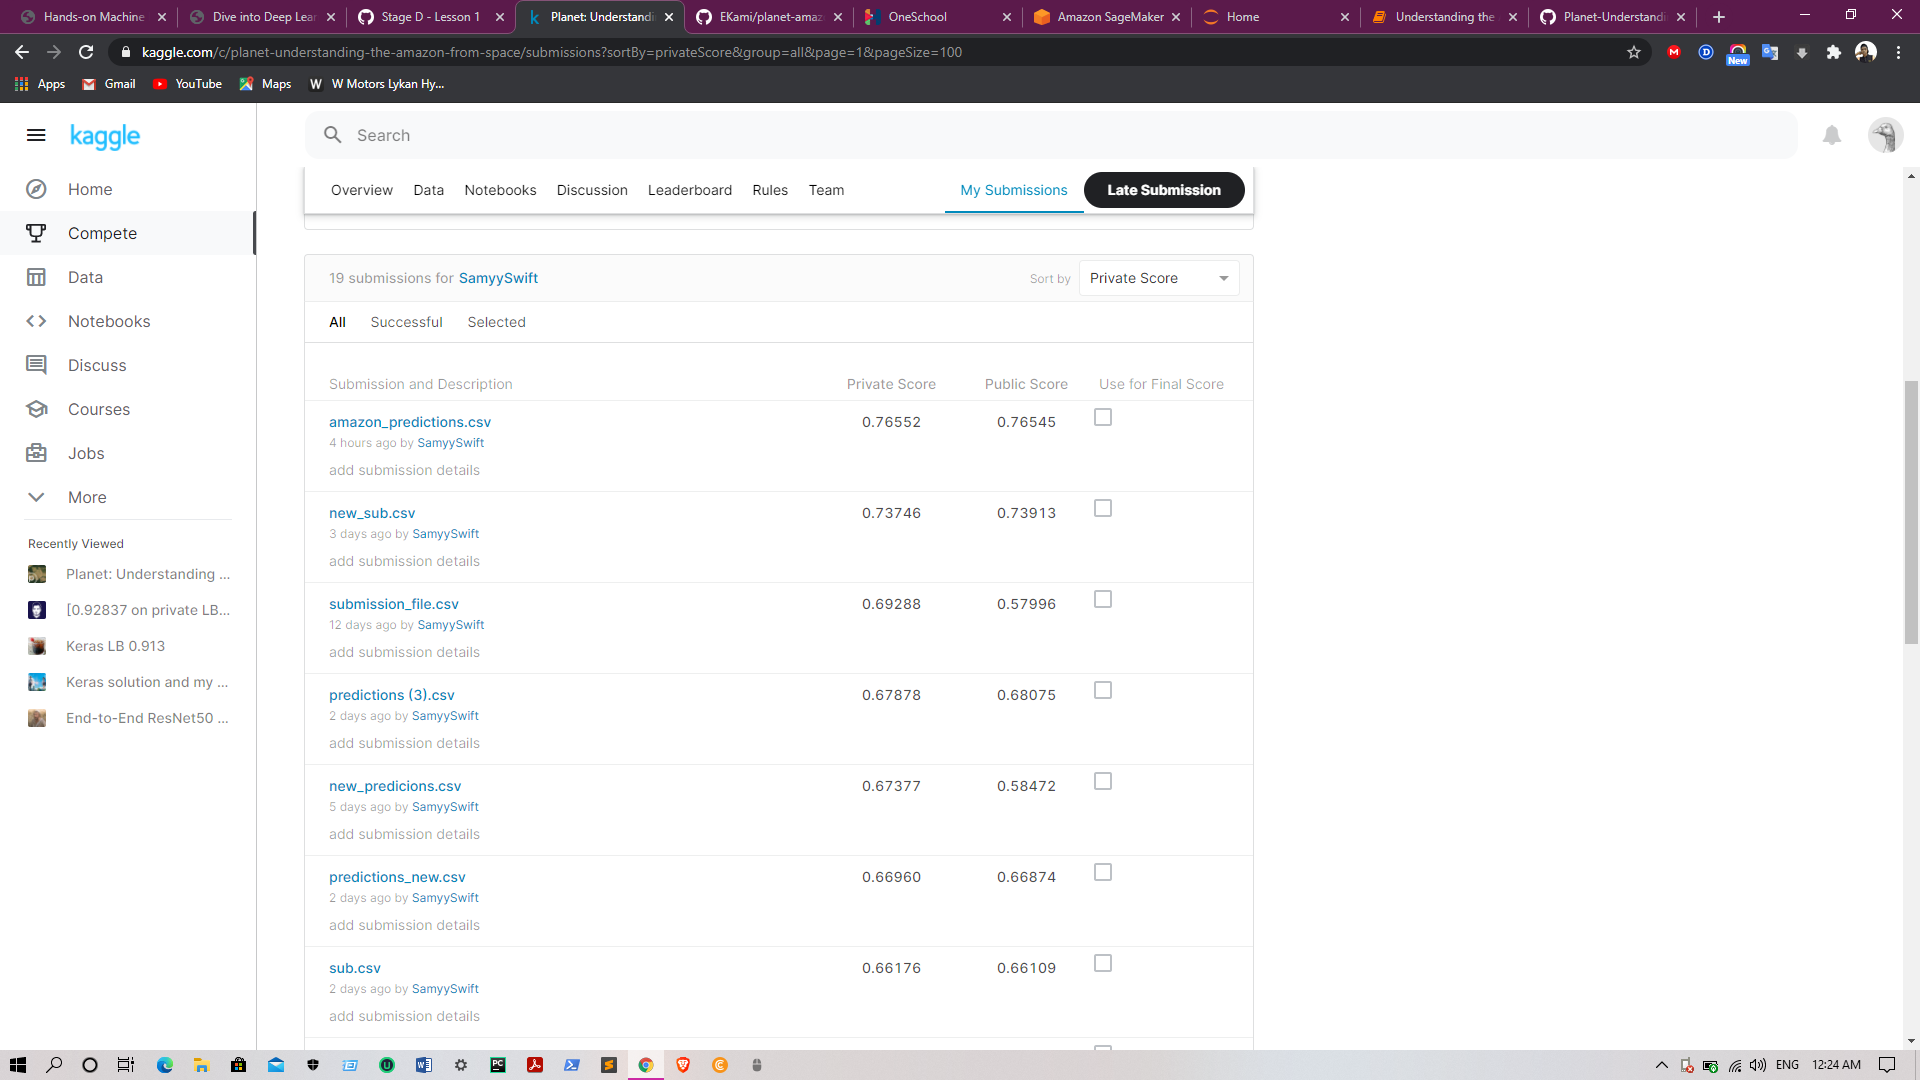 Hands-on Machine
Dive into Deep Lear
Stage D - Lesson 1
Planet: Understandi
EKami/planet-amaz
OneSchool
Amazon SageMaker
Home
Understanding the
Planet-Understandi
kaggle.com/c/planet-understanding-the-amazon-from-space/submissions?sortBy=privateScore&group=all&page=1&pageSize=100
New
Apps
Gmail
YouTube
Maps
W Motors Lykan Hy...
kaggle
Search
Home
Compete
Data
Notebooks
Discuss
Courses
Jobs
More
Recently Viewed
Planet: Understanding ...
[0.92837 on private LB...
Keras LB 0.913
Keras solution and my ...
End-to-End ResNet50 ...
Overview Data Notebooks Discussion Leaderboard Rules Team My Submissions Late Submission
19 submissions for SamyySwift Sort by Private Score
All Successful Selected
Submission and Description Private Score Public Score Use for Final Score
amazon_predictions.csv 0.76552 0.76545
4 hours ago by SamyySwift
add submission details
new_sub.csv 0.73746 0.73913
3 days ago by SamyySwift
add submission details
submission_file.csv 0.69288 0.57996
12 days ago by SamyySwift
add submission details
predictions (3).csv 0.67878 0.68075
2 days ago by SamyySwift
add submission details
new_predicions.csv 0.67377 0.58472
5 days ago by SamyySwift
add submission details
predictions_new.csv 0.66960 0.66874
2 days ago by SamyySwift
add submission details
sub.csv 0.66176 0.66109
2 days ago by SamyySwift
add submission details
ENG 12:24 AM